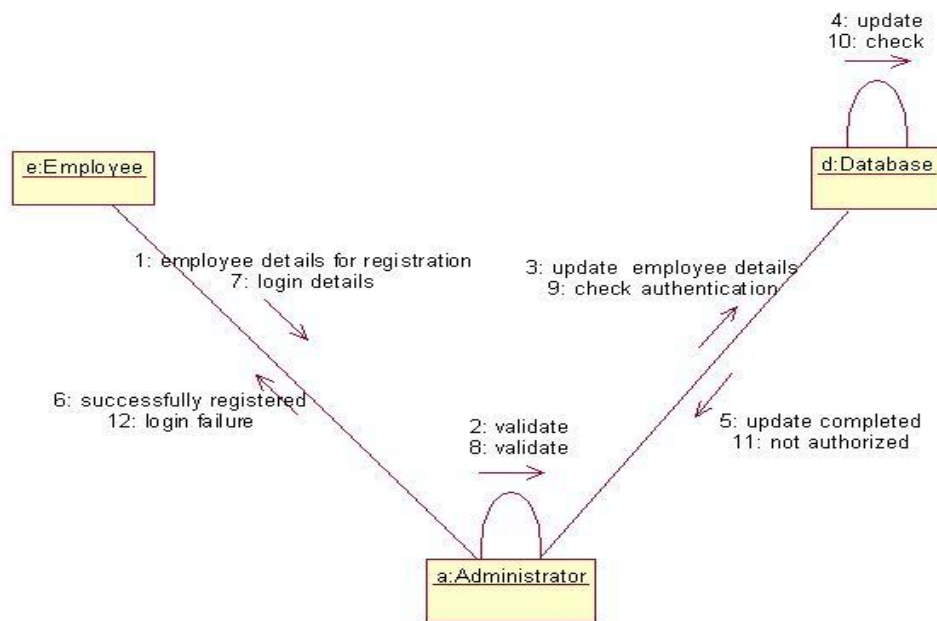 4: update
10: check
e:Employee
d:Database
1: employee details for registration
7: login details
3: update employee details
9: check authentication
6: successfully registered
12: login failure
2: validate
8: validate
5: update completed
11: not authorized
a:Administrator